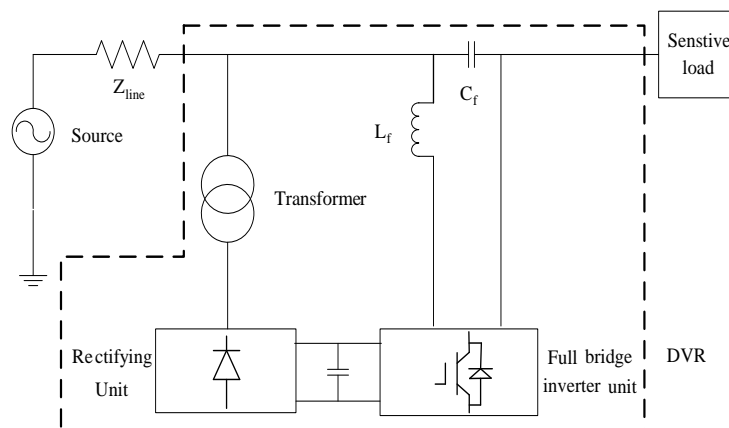 Senstive
load
Z_line
C_f
L_f
Source
Transformer
Rectifying
Unit
Full bridge
inverter unit
DVR